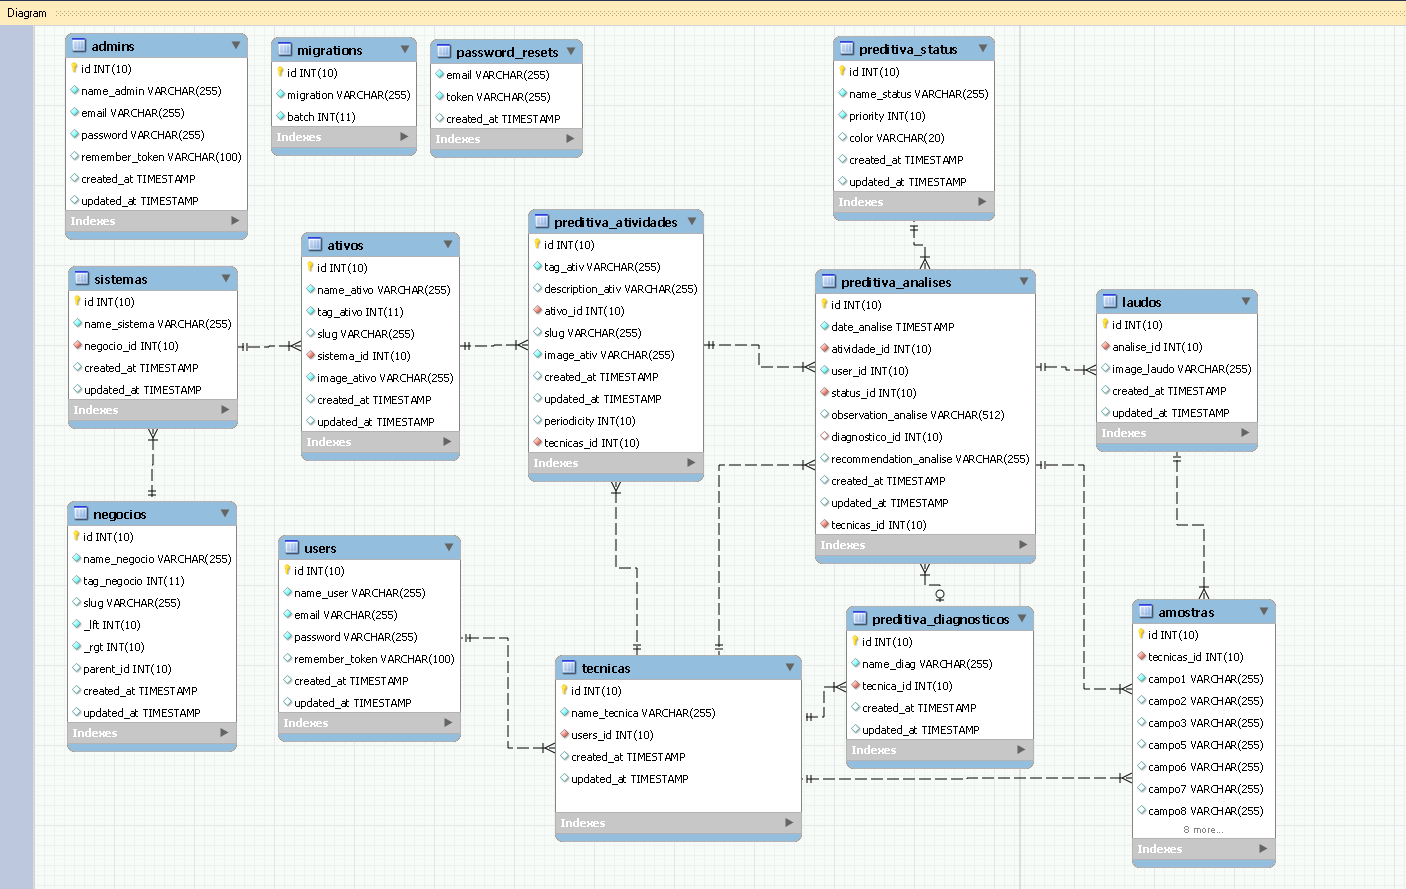 Diagram
admins
id INT(10)
name_admin VARCHAR(255)
email VARCHAR(255)
password VARCHAR(255)
remember_token VARCHAR(100)
created_at TIMESTAMP
updated_at TIMESTAMP
Indexes
migrations
id INT(10)
migration VARCHAR(255)
batch INT(11)
Indexes
password_resets
email VARCHAR(255)
token VARCHAR(255)
created_at TIMESTAMP
Indexes
preditiva_status
id INT(10)
name_status VARCHAR(255)
priority INT(10)
color VARCHAR(20)
created_at TIMESTAMP
updated_at TIMESTAMP
Indexes
sistemas
id INT(10)
name_sistema VARCHAR(255)
negocio_id INT(10)
created_at TIMESTAMP
updated_at TIMESTAMP
Indexes
ativos
id INT(10)
name_ativo VARCHAR(255)
tag_ativo INT(11)
slug VARCHAR(255)
sistema_id INT(10)
image_ativo VARCHAR(255)
created_at TIMESTAMP
updated_at TIMESTAMP
Indexes
preditiva_atividades
id INT(10)
tag_ativ VARCHAR(255)
description_ativ VARCHAR(255)
ativo_id INT(10)
slug VARCHAR(255)
image_ativ VARCHAR(255)
created_at TIMESTAMP
updated_at TIMESTAMP
periodicity INT(10)
tecnicas_id INT(10)
Indexes
preditiva_analises
id INT(10)
date_analise TIMESTAMP
atividade_id INT(10)
user_id INT(10)
status_id INT(10)
observation_analise VARCHAR(512)
diagnostico_id INT(10)
recommendation_analise VARCHAR(255)
created_at TIMESTAMP
updated_at TIMESTAMP
tecnicas_id INT(10)
Indexes
laudos
id INT(10)
analise_id INT(10)
image_laudo VARCHAR(255)
created_at TIMESTAMP
updated_at TIMESTAMP
Indexes
negocios
id INT(10)
name_negocio VARCHAR(255)
tag_negocio INT(11)
slug VARCHAR(255)
_lft INT(10)
_rgt INT(10)
parent_id INT(10)
created_at TIMESTAMP
updated_at TIMESTAMP
Indexes
users
id INT(10)
name_user VARCHAR(255)
email VARCHAR(255)
password VARCHAR(255)
remember_token VARCHAR(100)
created_at TIMESTAMP
updated_at TIMESTAMP
Indexes
tecnicas
id INT(10)
name_tecnica VARCHAR(255)
users_id INT(10)
created_at TIMESTAMP
updated_at TIMESTAMP
Indexes
preditiva_diagnosticos
id INT(10)
name_diag VARCHAR(255)
tecnica_id INT(10)
created_at TIMESTAMP
updated_at TIMESTAMP
Indexes
amostras
id INT(10)
tecnicas_id INT(10)
campo1 VARCHAR(255)
campo2 VARCHAR(255)
campo3 VARCHAR(255)
campo5 VARCHAR(255)
campo6 VARCHAR(255)
campo7 VARCHAR(255)
campo8 VARCHAR(255)
8 more...
Indexes